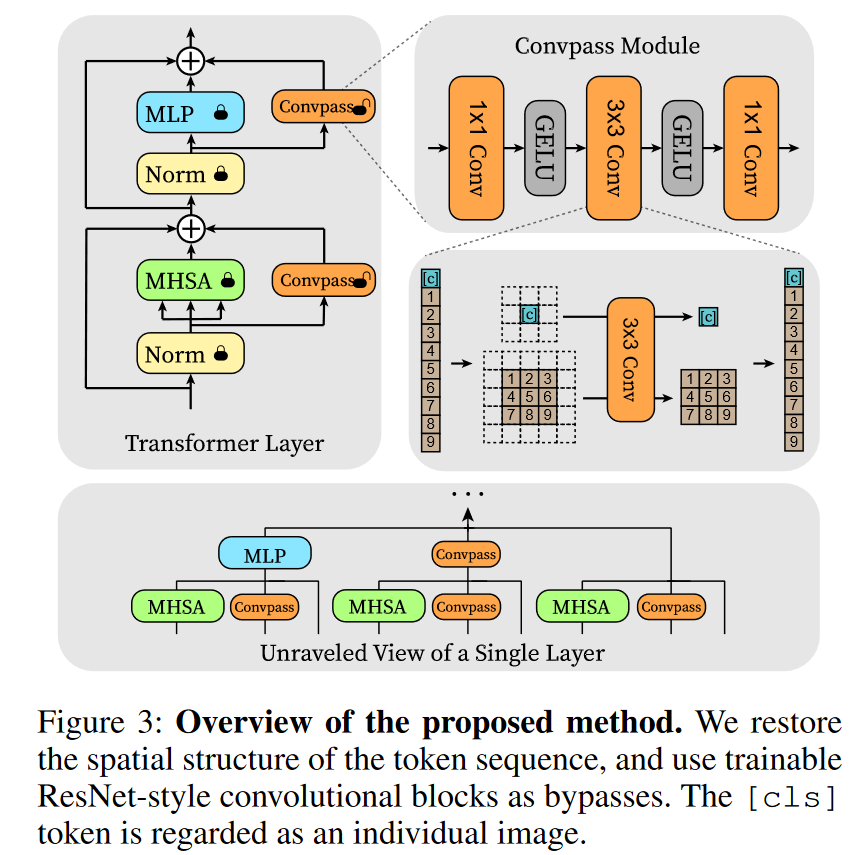 Convpass Module
MLP
Convpass
1x1 Conv
GELU
3x3 Conv
GELU
1x1 Conv
Norm
MHSA
Convpass
Norm
Transformer Layer
[c]
1
2
3
4
5
6
7
8
9
[c]
1 2 3
4 5 6
7 8 9
3x3 Conv
[c]
1 2 3
4 5 6
7 8 9
[c]
1
2
3
4
5
6
7
8
9
...
MLP
Convpass
MHSA
Convpass
MHSA
Convpass
MHSA
Convpass
Unraveled View of a Single Layer
Figure 3: Overview of the proposed method. We restore
the spatial structure of the token sequence, and use trainable
ResNet-style convolutional blocks as bypasses. The [cls]
token is regarded as an individual image.